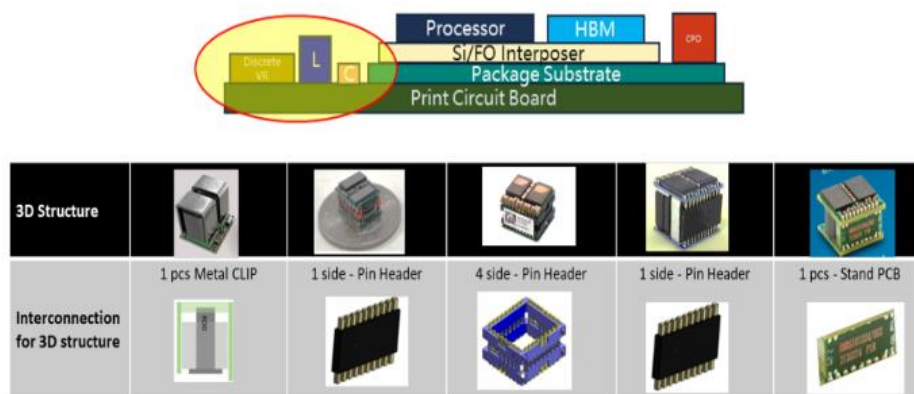 Processor
HBM
CPO
Si/FO Interposer
Discrete
VR
L
C
Package Substrate
Print Circuit Board
3D Structure
1 pcs Metal CLIP
1 side - Pin Header
4 side - Pin Header
1 side - Pin Header
1 pcs - Stand PCB
Interconnection
for 3D structure